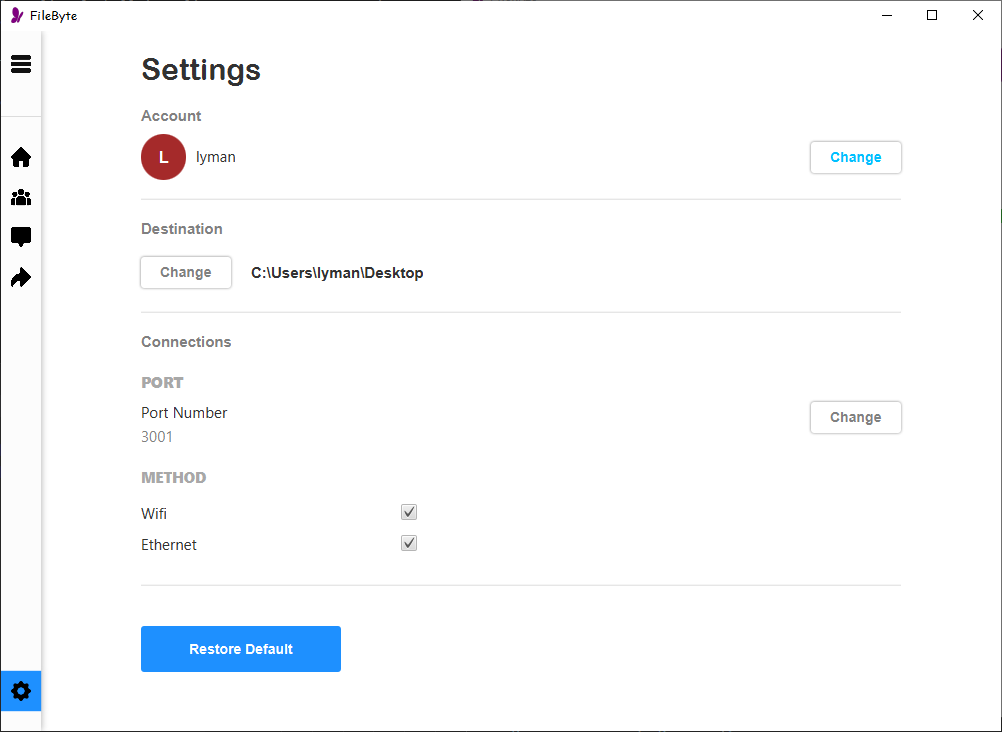 FileByte
Settings
Account
L lyman Change
Destination
Change C:\Users\lyman\Desktop
Connections
PORT
Port Number
3001
Change
METHOD
Wifi
Ethernet
Restore Default